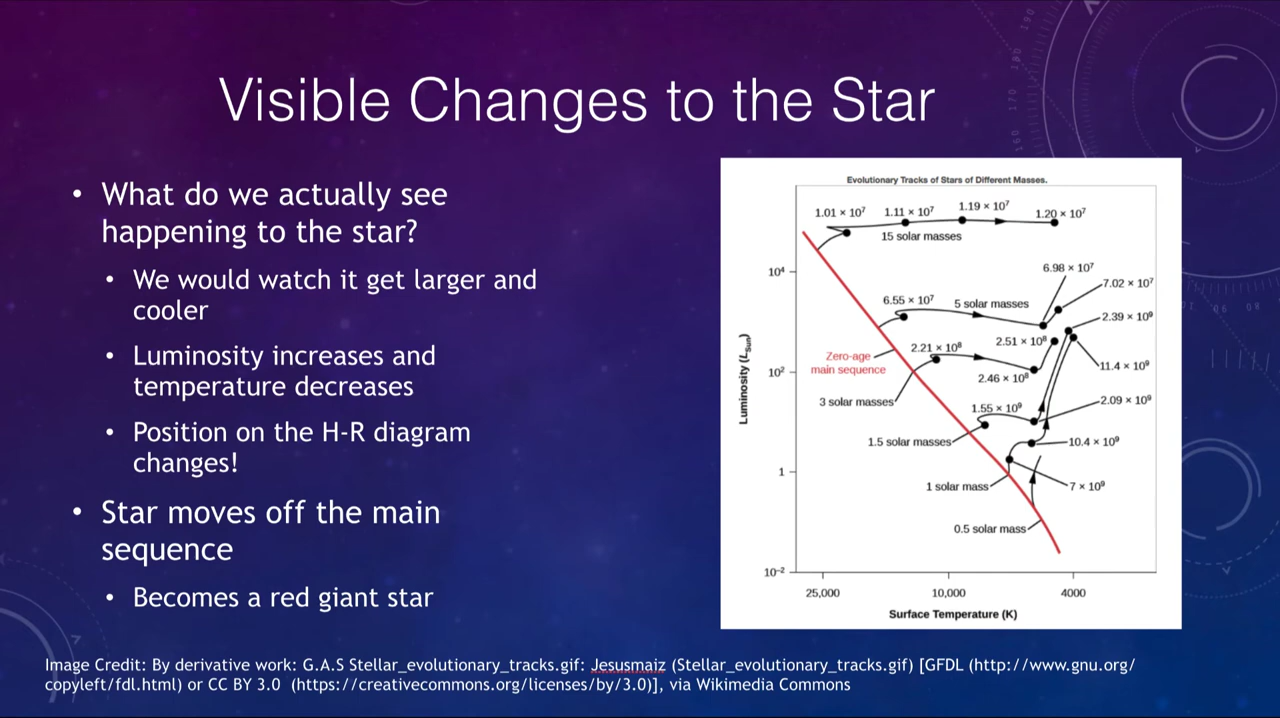 Visible Changes to the Star
• What do we actually see
happening to the star?
• We would watch it get larger and
cooler
• Luminosity increases and
temperature decreases
• Position on the H-R diagram
changes!
• Star moves off the main
sequence
• Becomes a red giant star
Evolutionary Tracks of Stars of Different Masses.
1.01 × 10⁷
1.11 × 10⁷
1.19 × 10⁷
1.20 × 10⁷
15 solar masses
10⁴
6.98 × 10⁷
7.02 × 10⁷
6.55 × 10⁷
5 solar masses
2.39 × 10⁹
2.51 × 10⁸
2.21 × 10⁸
Zero-age
main sequence
10²
11.4 × 10⁹
2.46 × 10⁸
3 solar masses
2.09 × 10⁹
1.55 × 10⁹
1.5 solar masses
10.4 × 10⁹
1
1 solar mass
7 × 10⁹
0.5 solar mass
10⁻²
Luminosity (L Sun)
25,000
10,000
4000
Surface Temperature (K)
Image Credit: By derivative work: G.A.S Stellar_evolutionary_tracks.gif: Jesusmaiz (Stellar_evolutionary_tracks.gif) [GFDL (http://www.gnu.org/
copyleft/fdl.html) or CC BY 3.0 (https://creativecommons.org/licenses/by/3.0)], via Wikimedia Commons